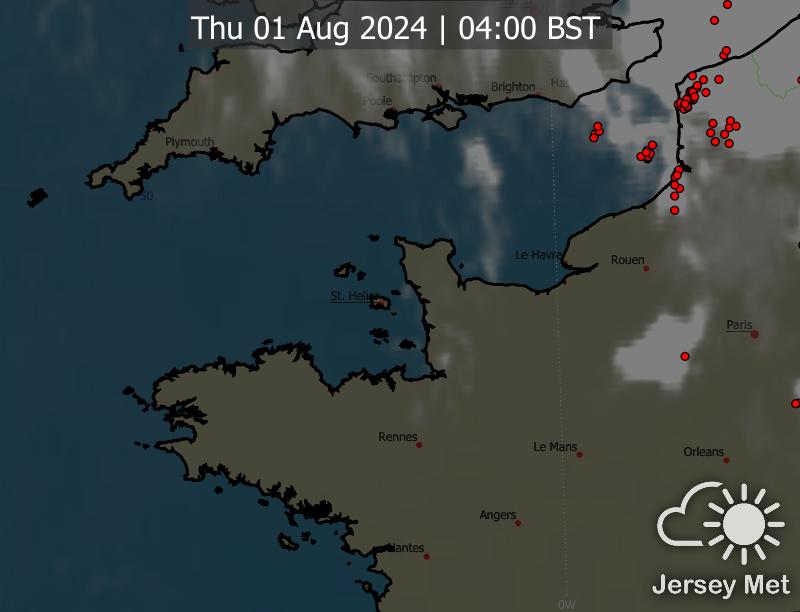 Thu 01 Aug 2024 | 04:00 BST
Southampton
Brighton
Has
Poole
Plymouth
50
Le Havre
Rouen
St. Helier
Paris
Rennes
Le Mans
Orleans
Angers
Nantes
Jersey Met
0W